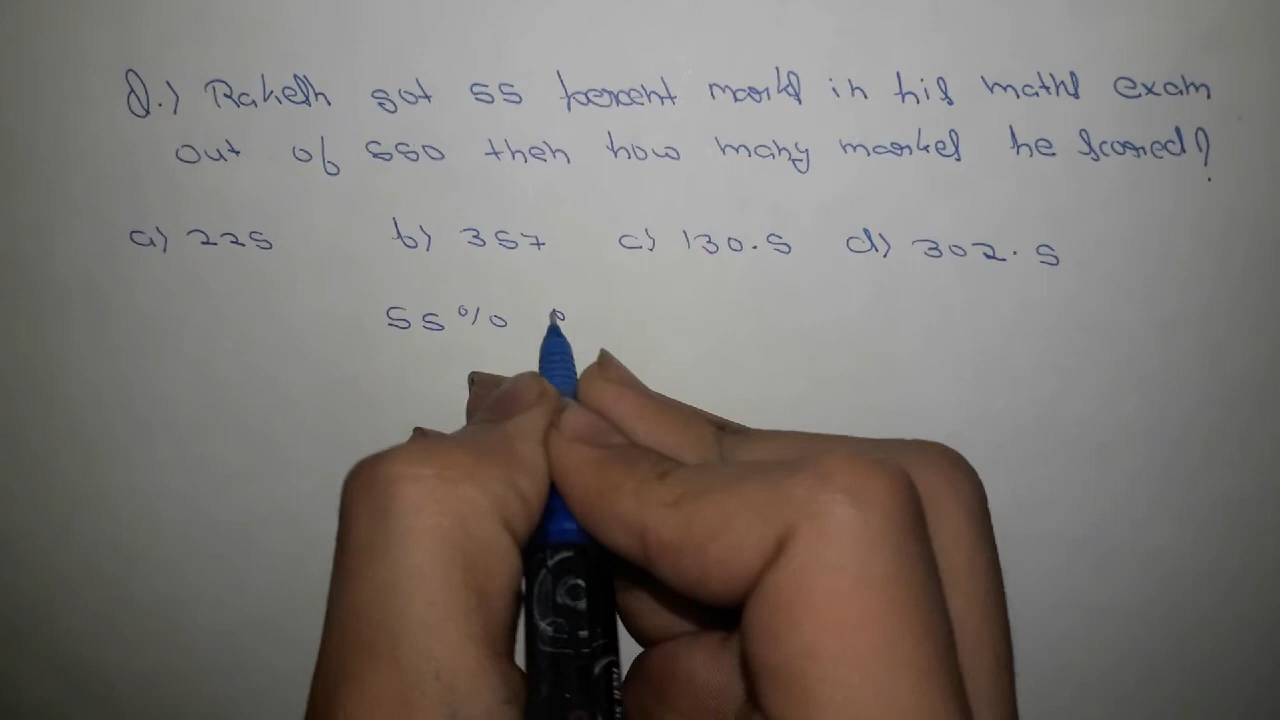 Q.) Rakesh got 55 percent marks in his maths exam
out of 550 then how many marks he scored?
a) 225 b) 357 c) 130.5 d) 302.5
55% o